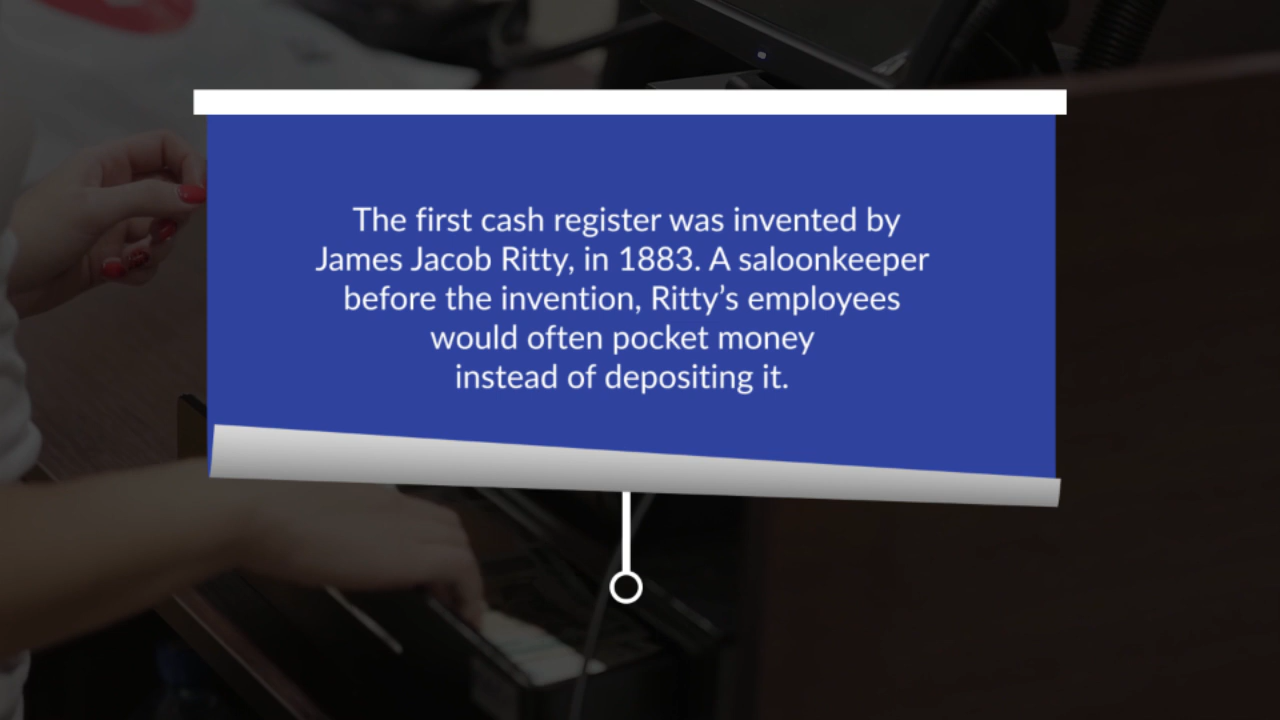 The first cash register was invented by
James Jacob Ritty, in 1883. A saloonkeeper
before the invention, Ritty’s employees
would often pocket money
instead of depositing it.